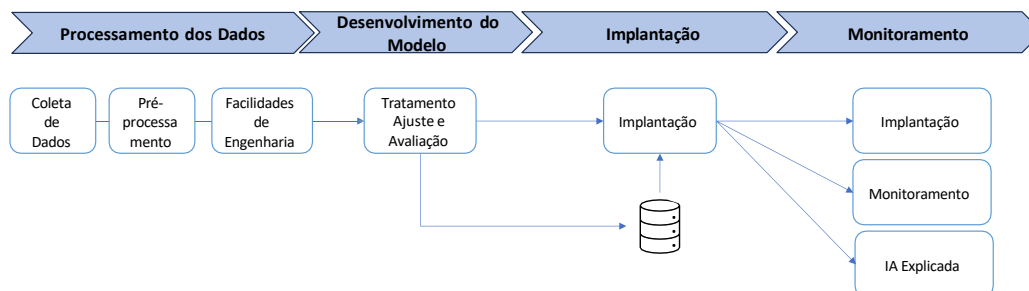 Processamento dos Dados
Desenvolvimento do
Modelo
Implantação
Monitoramento
Coleta
de
Dados
Pré-
processa
mento
Facilidades
de
Engenharia
Tratamento
Ajuste e
Avaliação
Implantação
Implantação
Monitoramento
IA Explicada